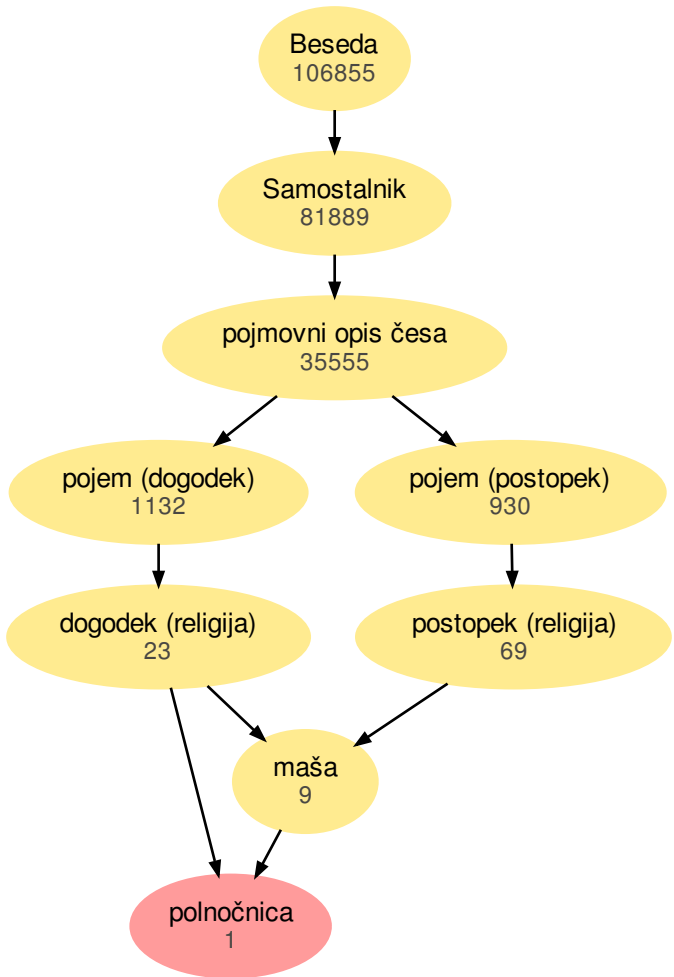 Beseda
106855
Samostalnik
81889
pojmovni opis česa
35555
pojem (dogodek)
1132
pojem (postopek)
930
dogodek (religija)
23
postopek (religija)
69
maša
9
polnočnica
1